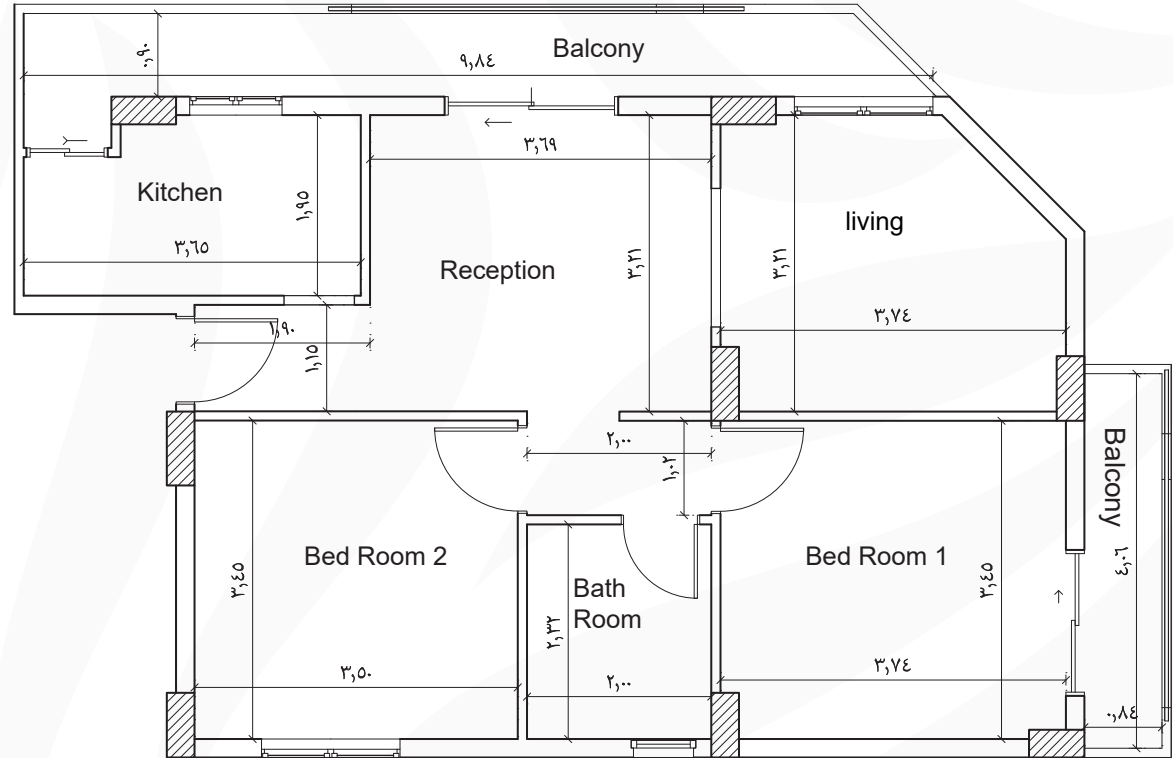 Balcony
٩,٨٤
٠,٩٠
٣,٦٩
Kitchen
١,٩٥
٣,٦٥
Reception
٣,٢١
living
٣,٢١
٣,٧٤
١,٩٠
١,١٥
٢,٠٠
١,٠٢
Balcony
٤,٠٦
٠,٨٤
Bed Room 2
٣,٤٥
٣,٥٠
Bath
Room
٢,٣٢
٢,٠٠
Bed Room 1
٣,٤٥
٣,٧٤